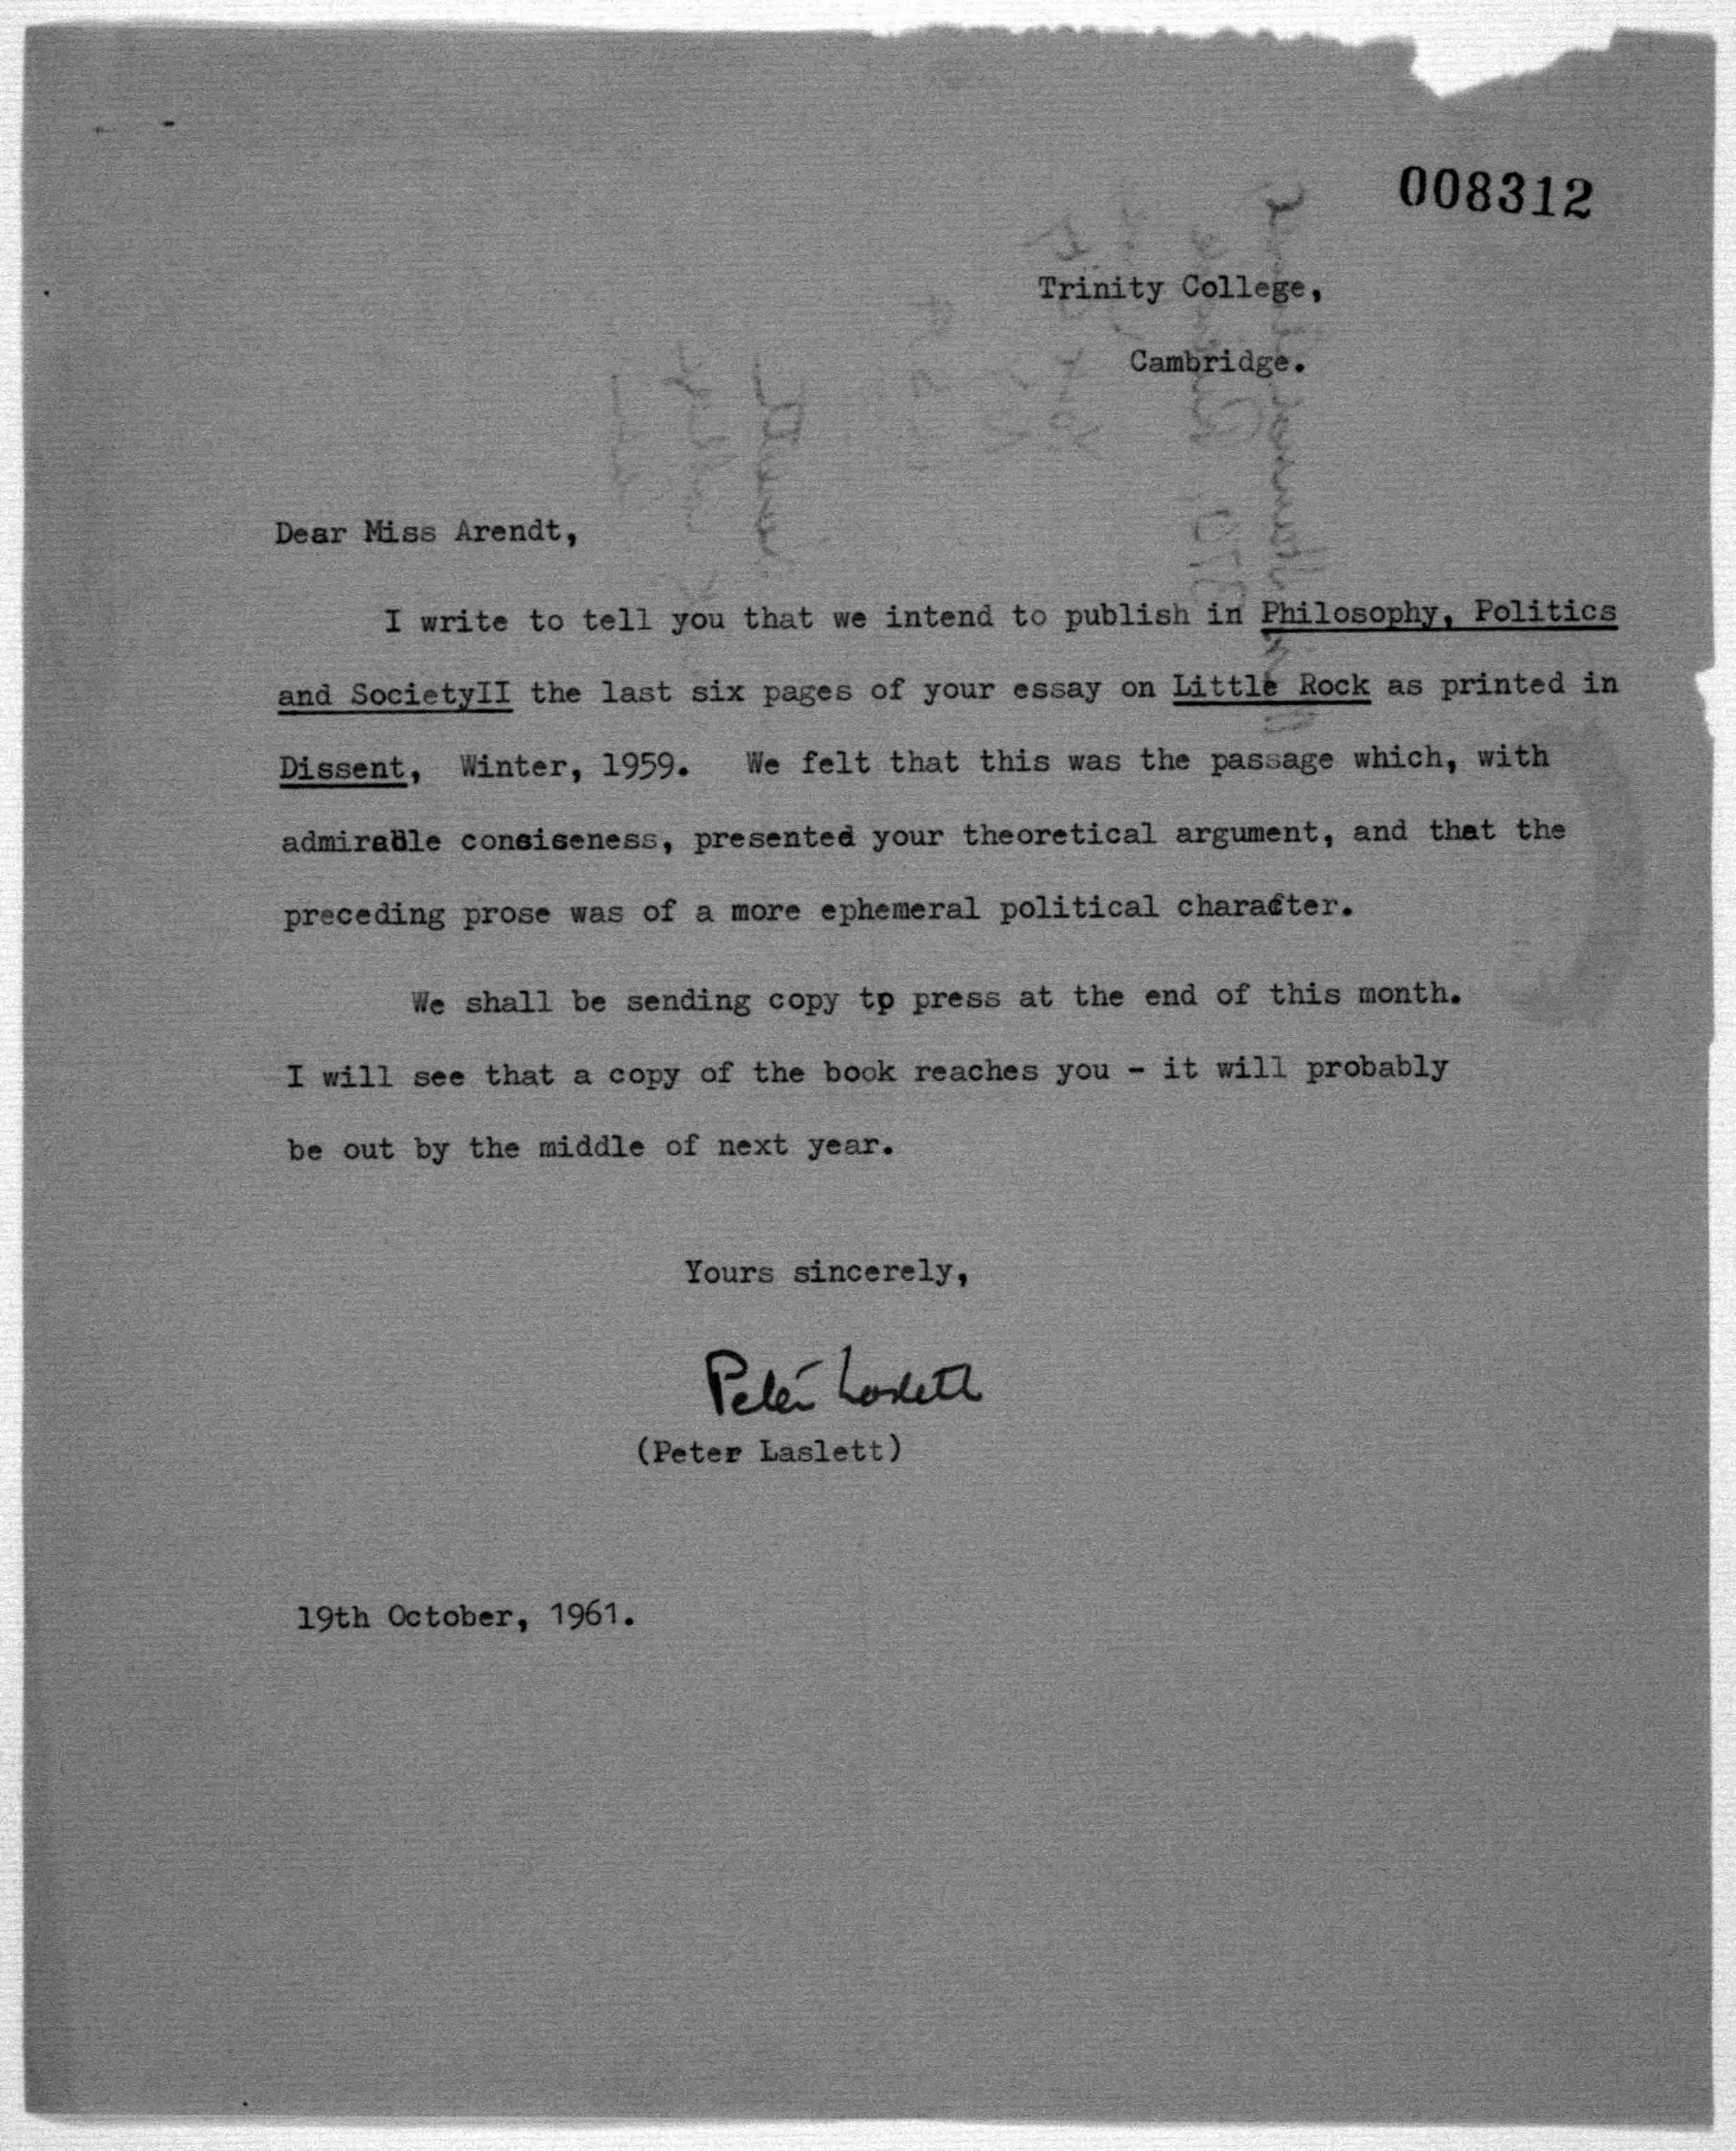 008312
Trinity College,
Cambridge.
Dear Miss Arendt,
I write to tell you that we intend to publish in Philosophy, Politics
and SocietyII the last six pages of your essay on Little Rock as printed in
Dissent, Winter, 1959. We felt that this was the passage which, with
admirable consiseness, presented your theoretical argument, and that the
preceding prose was of a more ephemeral political character.
We shall be sending copy tp press at the end of this month.
I will see that a copy of the book reaches you - it will probably
be out by the middle of next year.
Yours sincerely,
Peter Laslett
(Peter Laslett)
19th October, 1961.